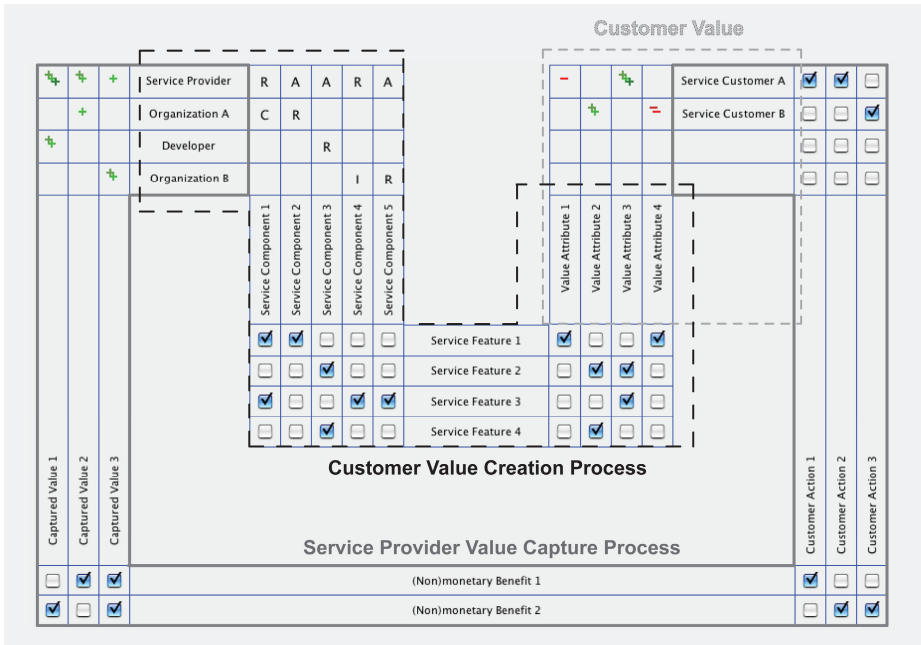 Customer Value
Service Provider R A A R A Service Customer A
Organization A C R Service Customer B
Developer R
Organization B I R
Service Component 1
Service Component 2
Service Component 3
Service Component 4
Service Component 5
Value Attribute 1
Value Attribute 2
Value Attribute 3
Value Attribute 4
Service Feature 1
Service Feature 2
Service Feature 3
Service Feature 4
Customer Value Creation Process
Captured Value 1
Captured Value 2
Captured Value 3
Customer Action 1
Customer Action 2
Customer Action 3
Service Provider Value Capture Process
(Non)monetary Benefit 1
(Non)monetary Benefit 2